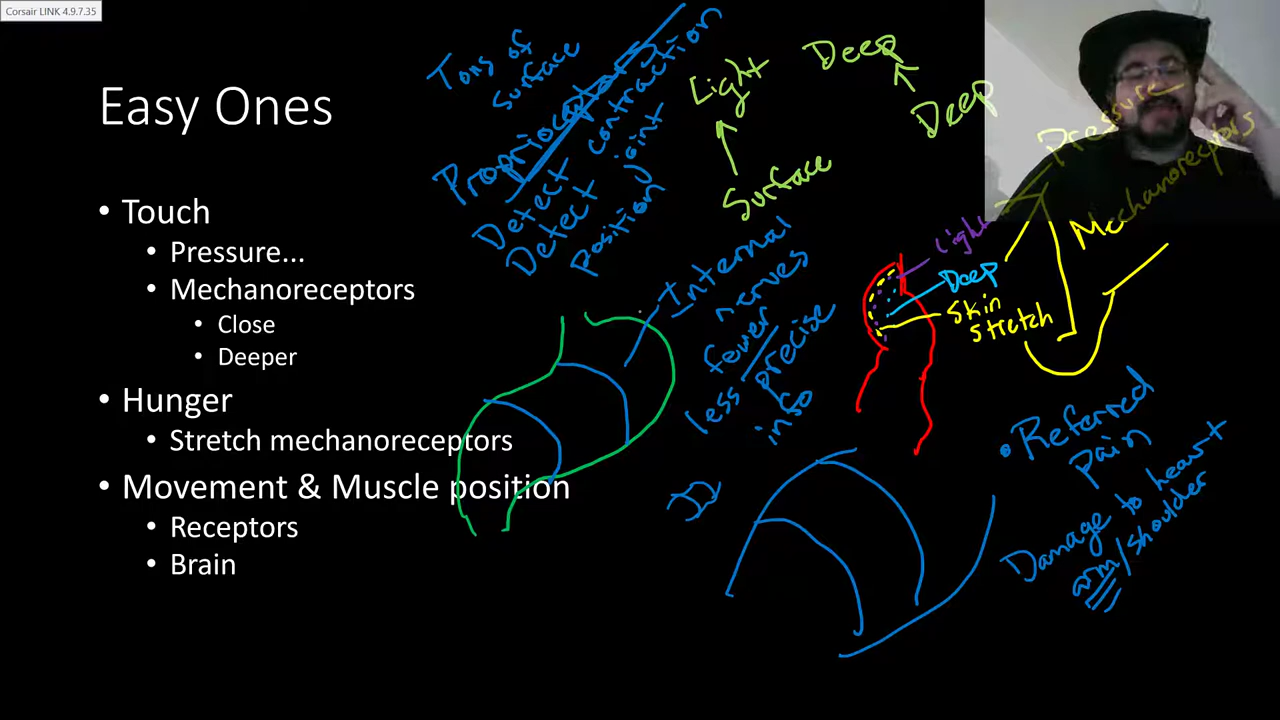 Corsair LINK 4.9.7.35
Easy Ones
• Touch
• Pressure...
• Mechanoreceptors
• Close
• Deeper
• Hunger
• Stretch mechanoreceptors
• Movement & Muscle position
• Receptors
• Brain
Tons of
surface
Proprioceptors
Detect contraction
Detect joint
position
Light
Surface
Deep
Deep
Pressure
Mechanoreceptors
Light
Deep
Skin
Stretch
Internal
nerves
fewer
less precise
info
• Referred
pain
Damage to heart
arm/shoulder